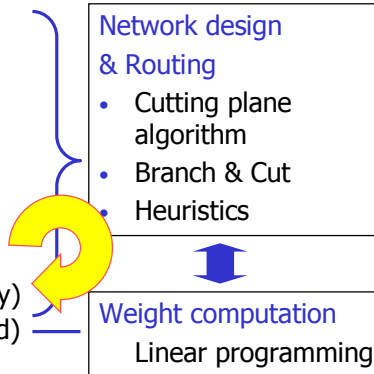 Network design
& Routing
• Cutting plane
algorithm
• Branch & Cut
• Heuristics
y)
d)
Weight computation
Linear programming